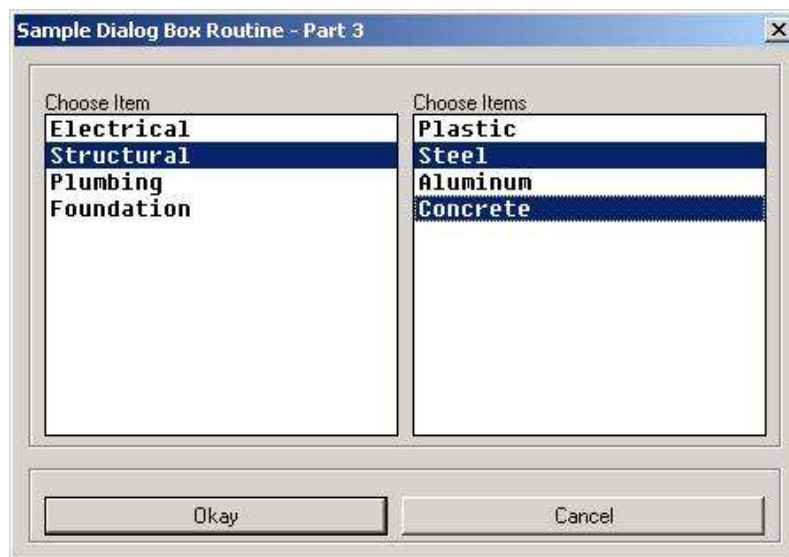 Sample Dialog Box Routine - Part 3
Choose Item
Electrical
Structural
Plumbing
Foundation
Choose Items
Plastic
Steel
Aluminum
Concrete
Okay
Cancel